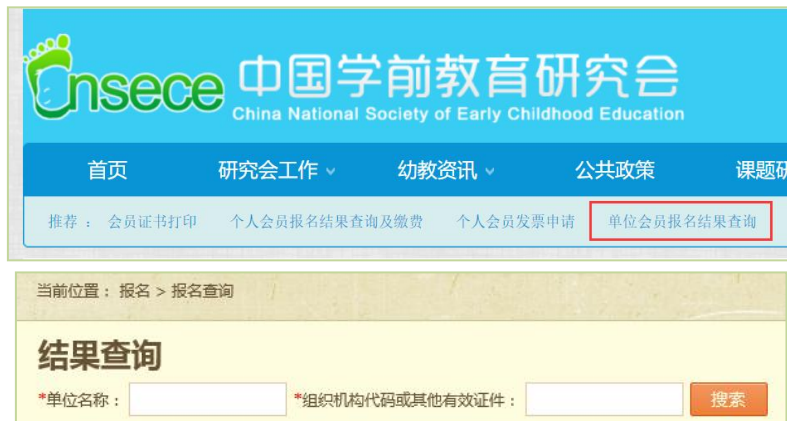 cnsece 中国学前教育研究会
China National Society of Early Childhood Education
首页 研究会工作 幼教资讯 公共政策 课题研
推荐 : 会员证书打印 个人会员报名结果查询及缴费 个人会员发票申请 单位会员报名结果查询
当前位置: 报名 > 报名查询
结果查询
*单位名称: *组织机构代码或其他有效证件: 搜索